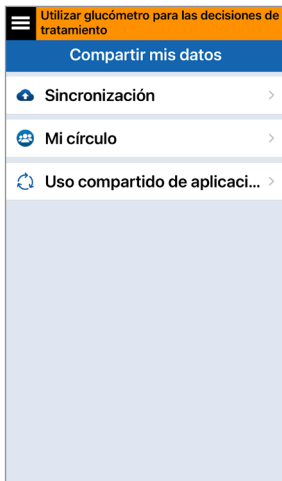 Utilizar glucómetro para las decisiones de
tratamiento
Compartir mis datos
Sincronización
Mi círculo
Uso compartido de aplicaci...